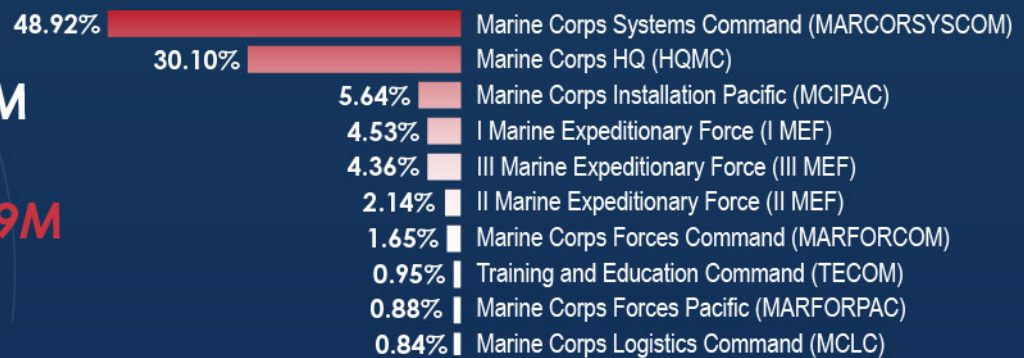 48.92% Marine Corps Systems Command (MARCORSYSCOM)
30.10% Marine Corps HQ (HQMC)
M
5.64% Marine Corps Installation Pacific (MCIPAC)
4.53% I Marine Expeditionary Force (I MEF)
4.36% III Marine Expeditionary Force (III MEF)
9M
2.14% II Marine Expeditionary Force (II MEF)
1.65% Marine Corps Forces Command (MARFORCOM)
0.95% Training and Education Command (TECOM)
0.88% Marine Corps Forces Pacific (MARFORPAC)
0.84% Marine Corps Logistics Command (MCLC)